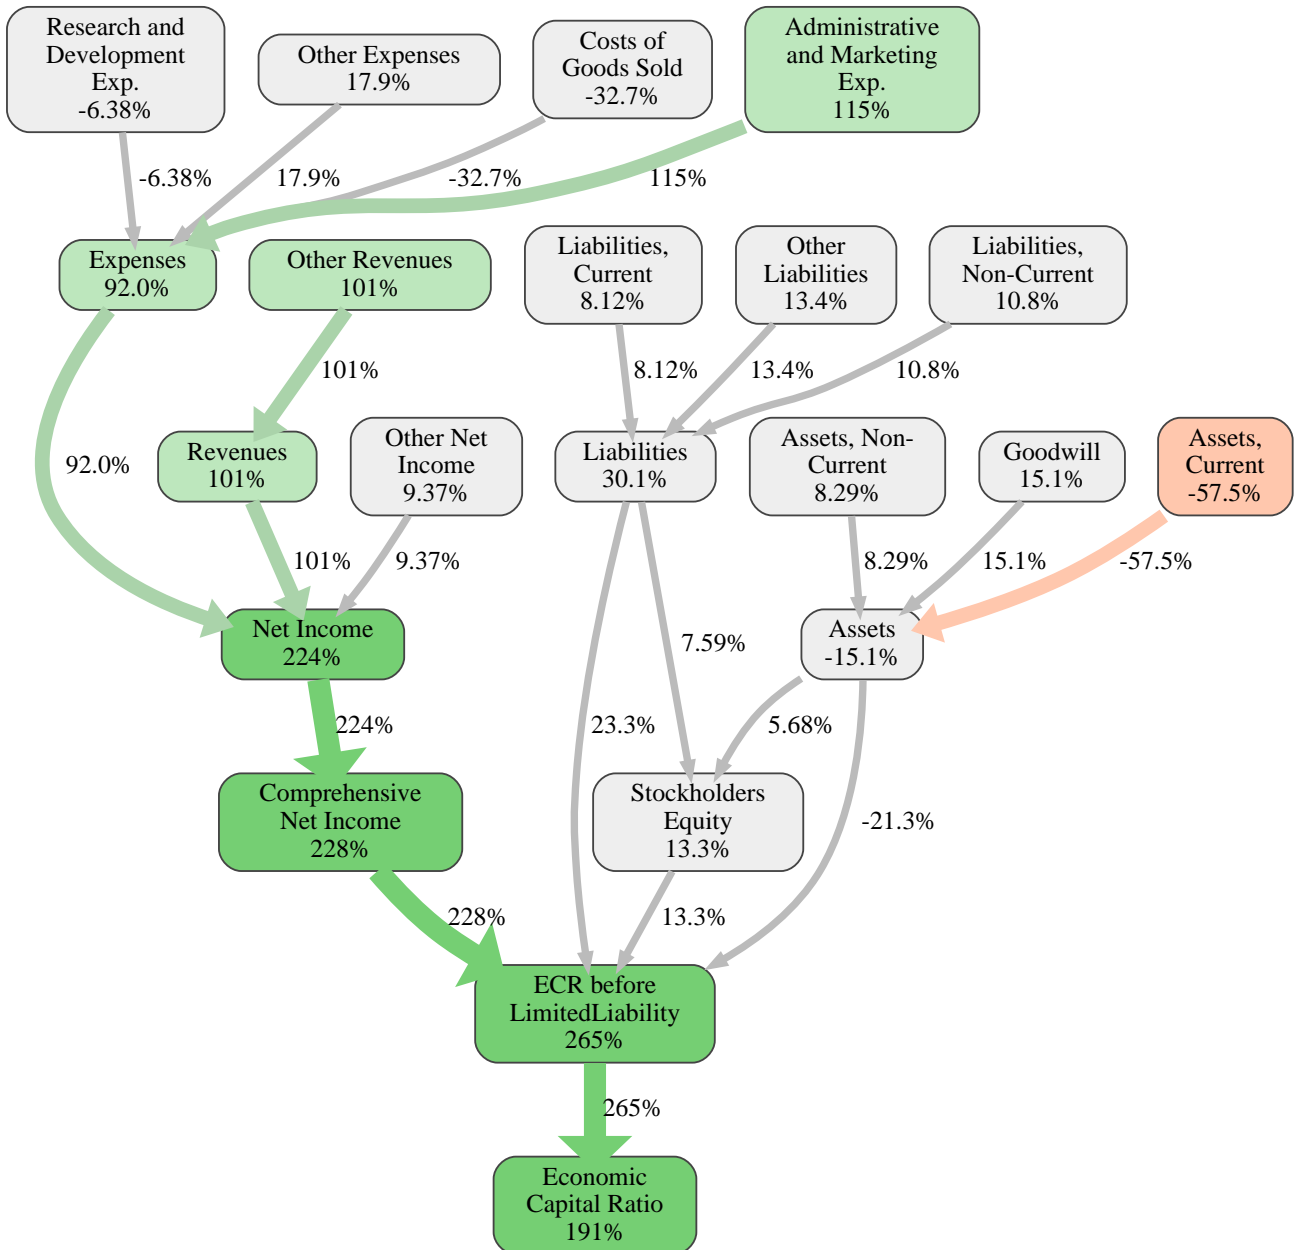 Research and
Development
Exp.
-6.38%
Other Expenses
17.9%
Costs of
Goods Sold
-32.7%
Administrative
and Marketing
Exp.
115%
-6.38%
17.9%
-32.7%
115%
Expenses
92.0%
Other Revenues
101%
Liabilities,
Current
8.12%
Other
Liabilities
13.4%
Liabilities,
Non-Current
10.8%
101%
8.12%
13.4%
10.8%
92.0%
Revenues
101%
Other Net
Income
9.37%
Liabilities
30.1%
Assets, Non-
Current
8.29%
Goodwill
15.1%
Assets,
Current
-57.5%
101%
9.37%
8.29%
15.1%
-57.5%
Net Income
224%
7.59%
Assets
-15.1%
224%
23.3%
5.68%
Comprehensive
Net Income
228%
Stockholders
Equity
13.3%
-21.3%
228%
13.3%
ECR before
LimitedLiability
265%
265%
Economic
Capital Ratio
191%